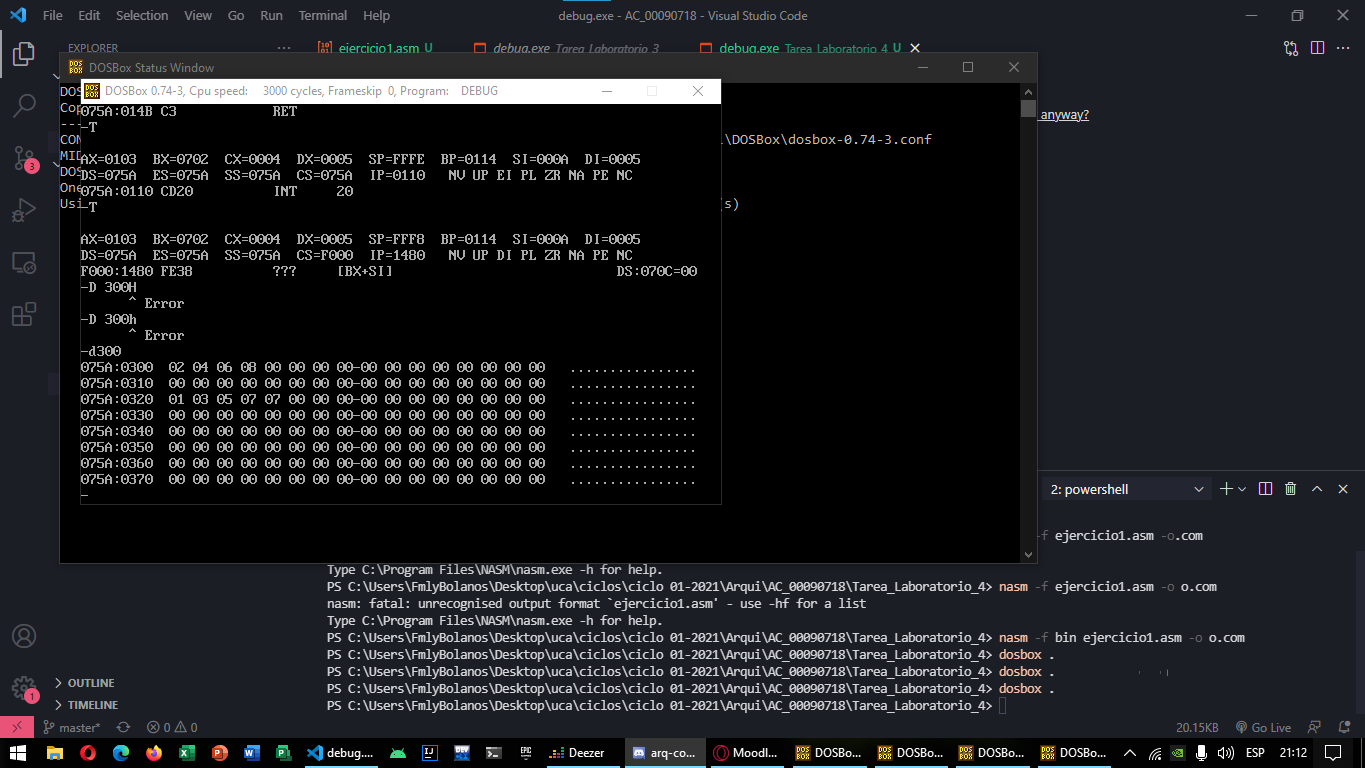 File Edit Selection View Go Run Terminal Help
debug.exe - AC_00090718 - Visual Studio Code
EXPLORER
ejercicio1.asm U
debug.exe Tarea_Laboratorio_3
debug.exe Tarea_Laboratorio_4 U
DOSBox Status Window
DOSBox 0.74-3, Cpu speed: 3000 cycles, Frameskip 0, Program: DEBUG
DOS
Cop
---
CON
\DOSBox\dosbox-0.74-3.conf
MID
DOS
One
Usi
s)
anyway?
075A:014B C3 RET
-T
AX=0103 BX=0702 CX=0004 DX=0005 SP=FFFE BP=0114 SI=000A DI=0005
DS=075A ES=075A SS=075A CS=075A IP=0110 NV UP EI PL ZR NA PE NC
075A:0110 CD20 INT 20
-T
AX=0103 BX=0702 CX=0004 DX=0005 SP=FFF8 BP=0114 SI=000A DI=0005
DS=075A ES=075A SS=075A CS=F000 IP=1480 NV UP DI PL ZR NA PE NC
F000:1480 FE38 ??? [BX+SI] DS:070C=00
-D 300H
^ Error
-D 300h
^ Error
-d300
075A:0300 02 04 06 08 00 00 00 00-00 00 00 00 00 00 00 00 ................
075A:0310 00 00 00 00 00 00 00 00-00 00 00 00 00 00 00 00 ................
075A:0320 01 03 05 07 07 00 00 00-00 00 00 00 00 00 00 00 ................
075A:0330 00 00 00 00 00 00 00 00-00 00 00 00 00 00 00 00 ................
075A:0340 00 00 00 00 00 00 00 00-00 00 00 00 00 00 00 00 ................
075A:0350 00 00 00 00 00 00 00 00-00 00 00 00 00 00 00 00 ................
075A:0360 00 00 00 00 00 00 00 00-00 00 00 00 00 00 00 00 ................
075A:0370 00 00 00 00 00 00 00 00-00 00 00 00 00 00 00 00 ................
-
2: powershell
-f ejercicio1.asm -o.com
Type C:\Program Files\NASM\nasm.exe -h for help.
PS C:\Users\FmlyBolanos\Desktop\uca\ciclos\ciclo 01-2021\Arqui\AC_00090718\Tarea_Laboratorio_4> nasm -f ejercicio1.asm -o o.com
nasm: fatal: unrecognised output format `ejercicio1.asm' - use -hf for a list
Type C:\Program Files\NASM\nasm.exe -h for help.
PS C:\Users\FmlyBolanos\Desktop\uca\ciclos\ciclo 01-2021\Arqui\AC_00090718\Tarea_Laboratorio_4> nasm -f bin ejercicio1.asm -o o.com
PS C:\Users\FmlyBolanos\Desktop\uca\ciclos\ciclo 01-2021\Arqui\AC_00090718\Tarea_Laboratorio_4> dosbox .
PS C:\Users\FmlyBolanos\Desktop\uca\ciclos\ciclo 01-2021\Arqui\AC_00090718\Tarea_Laboratorio_4> dosbox .
PS C:\Users\FmlyBolanos\Desktop\uca\ciclos\ciclo 01-2021\Arqui\AC_00090718\Tarea_Laboratorio_4> dosbox .
PS C:\Users\FmlyBolanos\Desktop\uca\ciclos\ciclo 01-2021\Arqui\AC_00090718\Tarea_Laboratorio_4>
3
1
OUTLINE
TIMELINE
master* 0 0
20.15KB Go Live
debug.... Deezer arq-co... Moodl... DOSBo... DOSBo... DOSBo... DOSBo... ESP 21:12